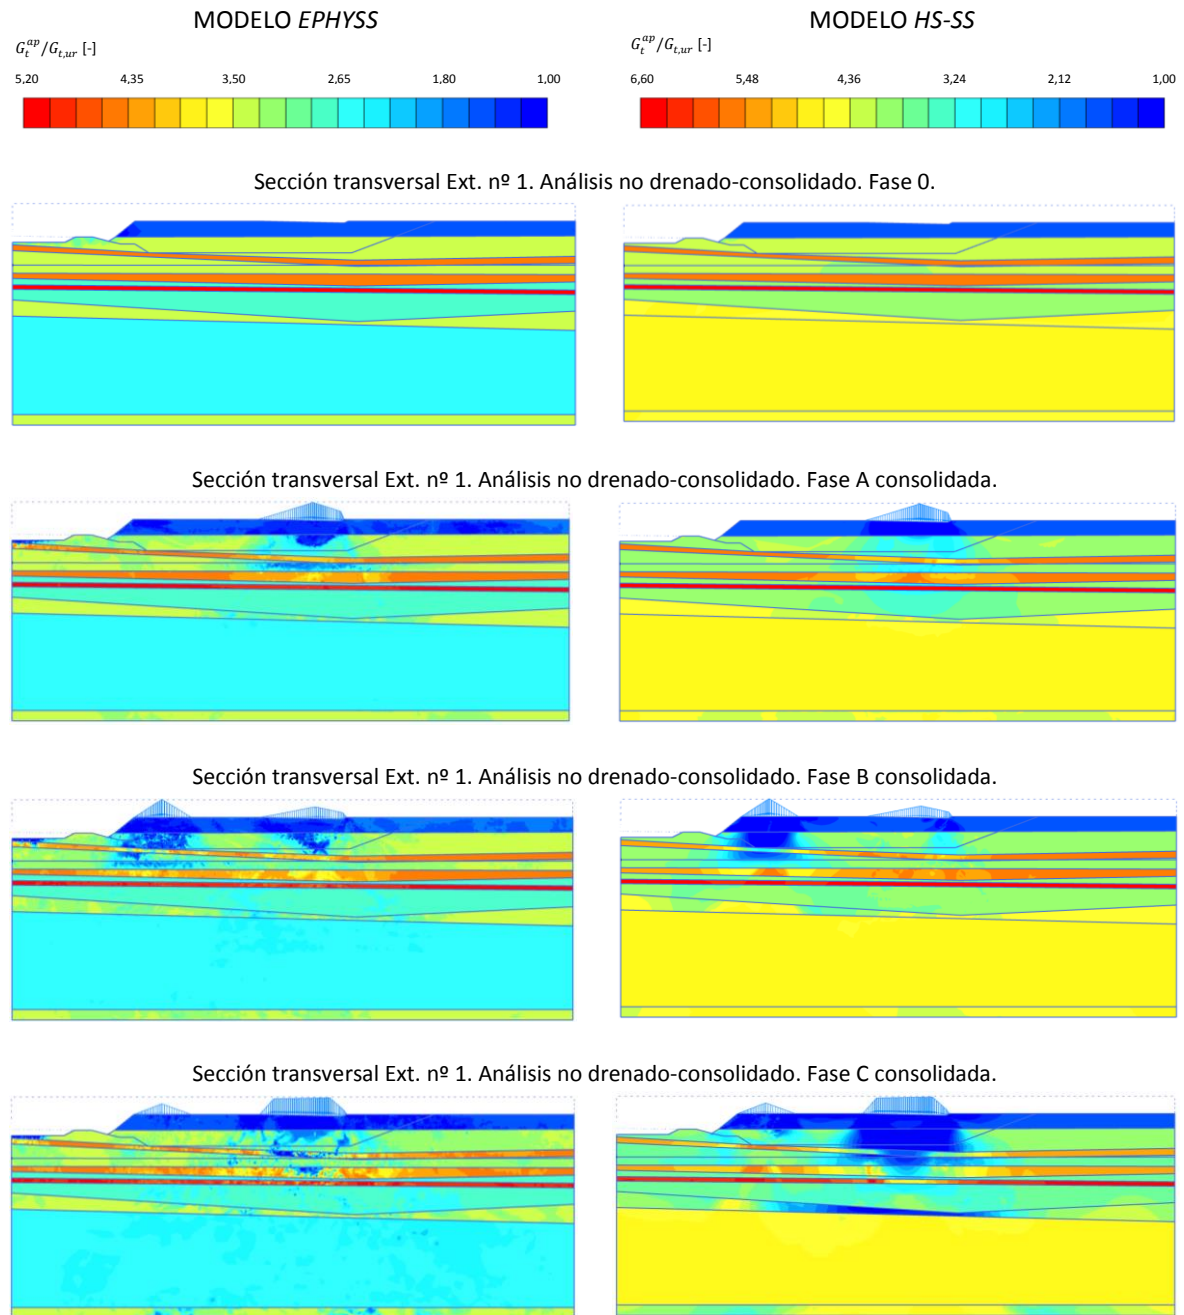 MODELO EPHYSS
G_t^{ap}/G_{t,ur} [-]
5,20 4,35 3,50 2,65 1,80 1,00
MODELO HS-SS
G_t^{ap}/G_{t,ur} [-]
6,60 5,48 4,36 3,24 2,12 1,00
Sección transversal Ext. nº 1. Análisis no drenado-consolidado. Fase 0.
Sección transversal Ext. nº 1. Análisis no drenado-consolidado. Fase A consolidada.
Sección transversal Ext. nº 1. Análisis no drenado-consolidado. Fase B consolidada.
Sección transversal Ext. nº 1. Análisis no drenado-consolidado. Fase C consolidada.